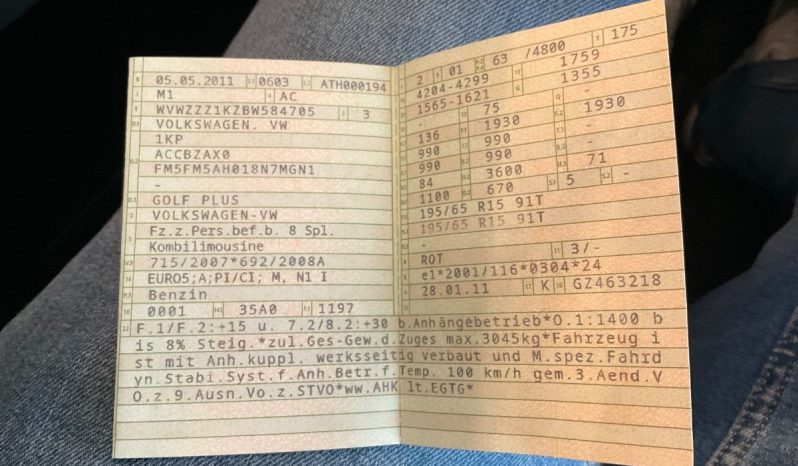 05.05.2011 0603 ATH000194
M1 AC
WVWZZZ1KZBW584705 3
VOLKSWAGEN. VW
1KP
ACCBZAX0
FM5FM5AH018N7MGN1
-
GOLF PLUS
VOLKSWAGEN-VW
Fz.z.Pers.bef.b. 8 Spl.
Kombilimousine
715/2007*692/2008A
EURO5;A;PI/CI; M, N1 I
Benzin
0001 35A0 1197
2 01 63 /4800 175
4204-4299 1759
1565-1621 1355
75 -
136 1930 1930
990 990 -
990 990 -
84 3600 71
1100 670 5 -
195/65 R15 91T
195/65 R15 91T
-
ROT 3/-
e1*2001/116*0304*24
28.01.11 K GZ463218
F.1/F.2:+15 u. 7.2/8.2:+30 b.Anhängebetrieb*O.1:1400 b
is 8% Steig.*zul.Ges-Gew.d.Zuges max.3045kg*Fahrzeug i
st mit Anh.kuppl. werksseitig verbaut und M.spez.Fahrd
yn.Stabi.Syst.f.Anh.Betr.f.Temp. 100 km/h gem.3.Aend.V
O.z.9.Ausn.Vo.z.STVO*ww.AHK lt.EGTG*